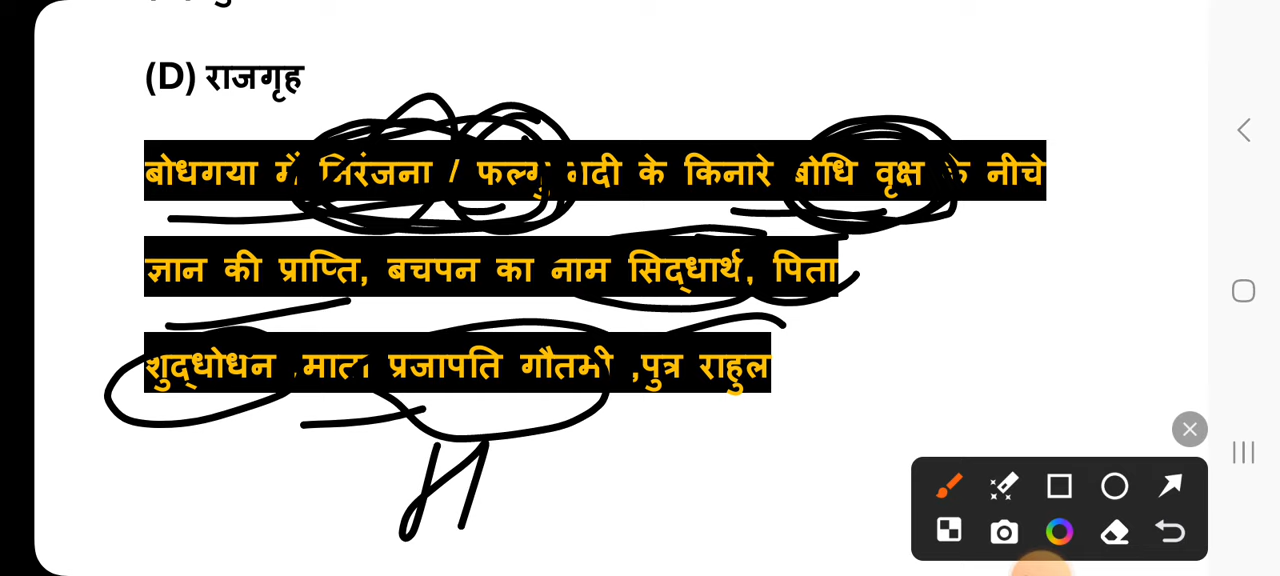 (D) राजगृह
बोधगया में निरंजना / फल्गु नदी के किनारे बोधि वृक्ष के नीचे
ज्ञान की प्राप्ति, बचपन का नाम सिद्धार्थ, पिता
शुद्धोधन ,माता प्रजापति गौतमी ,पुत्र राहुल